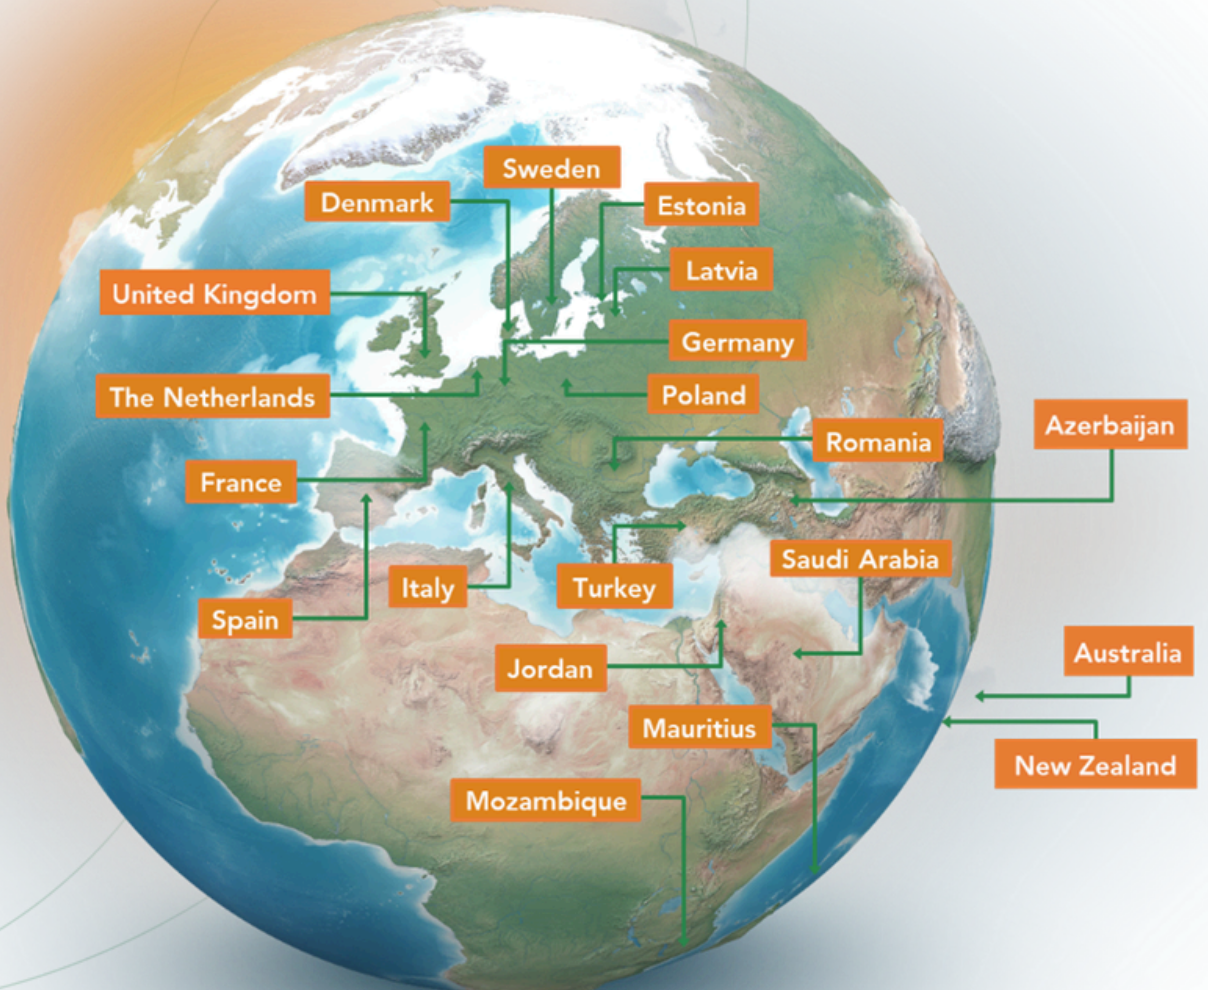 Sweden
Denmark
Estonia
Latvia
United Kingdom
Germany
The Netherlands
Poland
Azerbaijan
Romania
France
Saudi Arabia
Italy
Turkey
Spain
Australia
Jordan
Mauritius
New Zealand
Mozambique